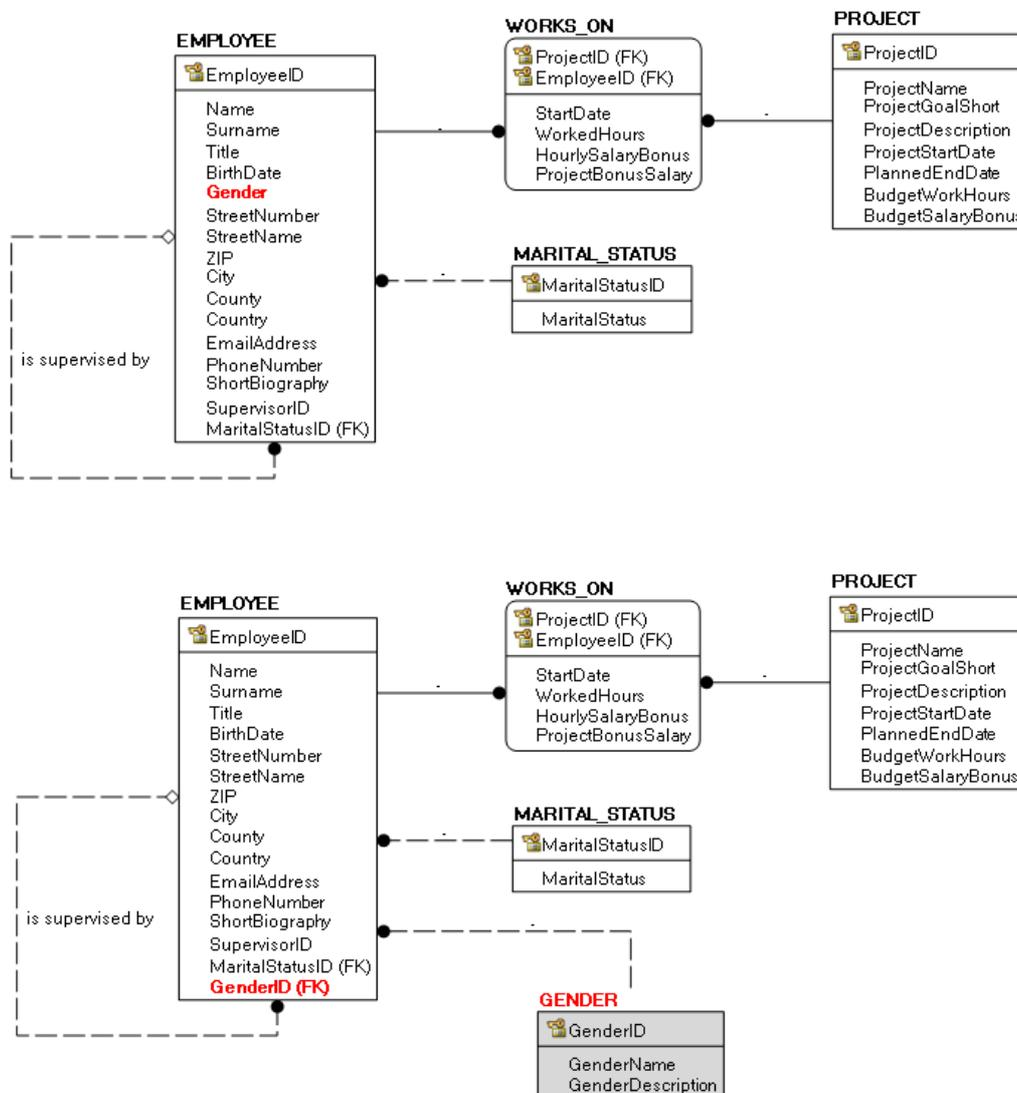 EMPLOYEE
EmployeeID
Name
Surname
Title
BirthDate
Gender
StreetNumber
StreetName
ZIP
City
County
Country
EmailAddress
PhoneNumber
ShortBiography
SupervisorID
MaritalStatusID (FK)
is supervised by
WORKS_ON
ProjectID (FK)
EmployeeID (FK)
StartDate
WorkedHours
HourlySalaryBonus
ProjectBonusSalary
MARITAL_STATUS
MaritalStatusID
MaritalStatus
PROJECT
ProjectID
ProjectName
ProjectGoalShort
ProjectDescription
ProjectStartDate
PlannedEndDate
BudgetWorkHours
BudgetSalaryBonus
EMPLOYEE
EmployeeID
Name
Surname
Title
BirthDate
StreetNumber
StreetName
ZIP
City
County
Country
EmailAddress
PhoneNumber
ShortBiography
SupervisorID
MaritalStatusID (FK)
GenderID (FK)
is supervised by
WORKS_ON
ProjectID (FK)
EmployeeID (FK)
StartDate
WorkedHours
HourlySalaryBonus
ProjectBonusSalary
MARITAL_STATUS
MaritalStatusID
MaritalStatus
GENDER
GenderID
GenderName
GenderDescription
PROJECT
ProjectID
ProjectName
ProjectGoalShort
ProjectDescription
ProjectStartDate
PlannedEndDate
BudgetWorkHours
BudgetSalaryBonus